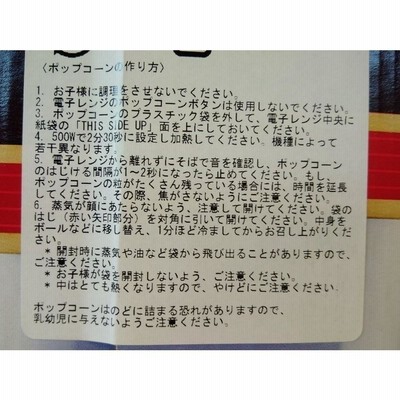 〈ポップコーンの作り方〉
1. お子様に調理をさせないでください。
2. 電子レンジのポップコーンボタンは使用しないでください。
3. ポップコーンのプラスチック袋を外して、電子レンジ中央に
紙袋の「THIS SIDE UP」面を上にしておいてください。
4. 500Wで2分30秒に設定し加熱してください。機種によって
若干異なります。
5. 電子レンジから離れずにそばで音を確認し、ポップコーン
のはじける間隔が1〜2秒になったら止めてください。もし、
ポップコーンの粒がたくさん残っている場合には、時間を延長
してください。その際、焦がさないようにご注意ください。
6. 蒸気が顔にあたらないよう、注意して開けてください。袋の
はじ（赤い矢印部分）を対角に引いて開けてください。中身を
ボールなどに移し替え、1分ほど冷ましてからお召し上がりくだ
さい。
＊開封時に蒸気や油など袋から飛び出ることがありますので、
ご注意ください。
＊お子様が袋を開封しないよう、ご注意ください。
＊中はとても熱くなりますので、やけどにご注意ください。
ポップコーンはのどに詰まる恐れがありますので、
乳幼児に与えないようご注意ください。